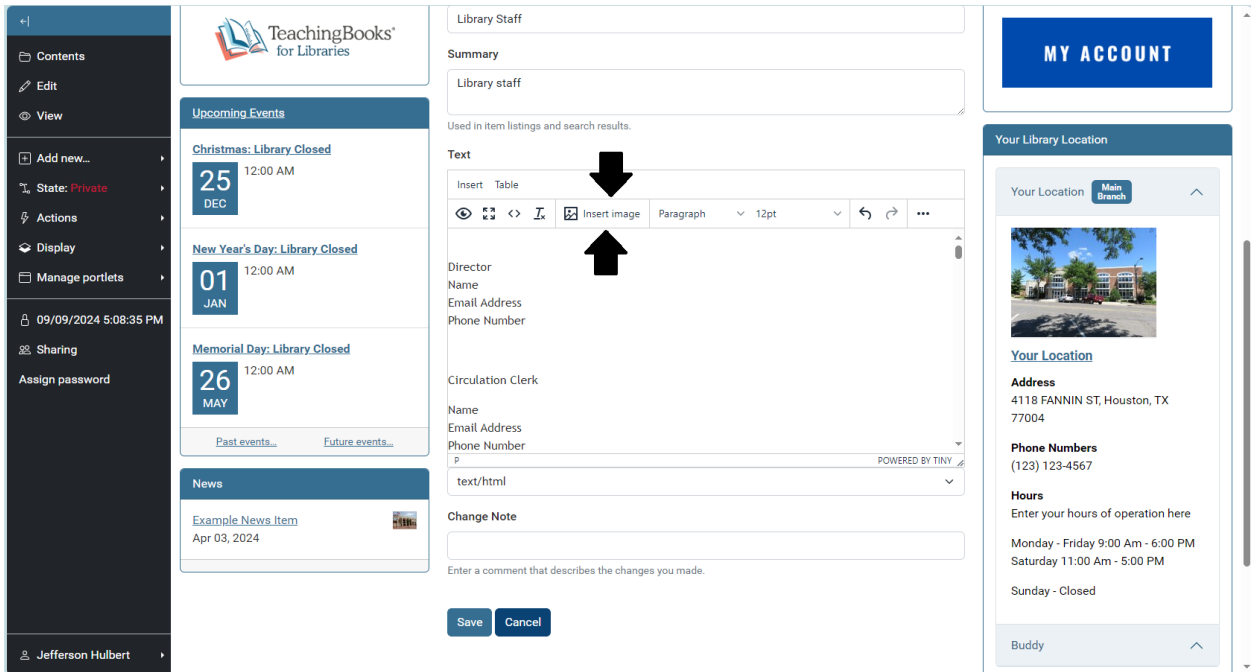 Contents
Edit
View
Add new...
State: Private
Actions
Display
Manage portlets
09/09/2024 5:08:35 PM
Sharing
Assign password
Jefferson Hulbert
TeachingBooks®
for Libraries
Upcoming Events
Christmas: Library Closed
25
DEC
12:00 AM
New Year's Day: Library Closed
01
JAN
12:00 AM
Memorial Day: Library Closed
26
MAY
12:00 AM
Past events... Future events...
News
Example News Item
Apr 03, 2024
Library Staff
Summary
Library staff
Used in item listings and search results.
Text
Insert Table
Insert image Paragraph 12pt
Director
Name
Email Address
Phone Number
Circulation Clerk
Name
Email Address
Phone Number
P POWERED BY TINY
text/html
Change Note
Enter a comment that describes the changes you made.
Save Cancel
MY ACCOUNT
Your Library Location
Your Location Main
Branch
Your Location
Address
4118 FANNIN ST, Houston, TX
77004
Phone Numbers
(123) 123-4567
Hours
Enter your hours of operation here
Monday - Friday 9:00 Am - 6:00 PM
Saturday 11:00 Am - 5:00 PM
Sunday - Closed
Buddy